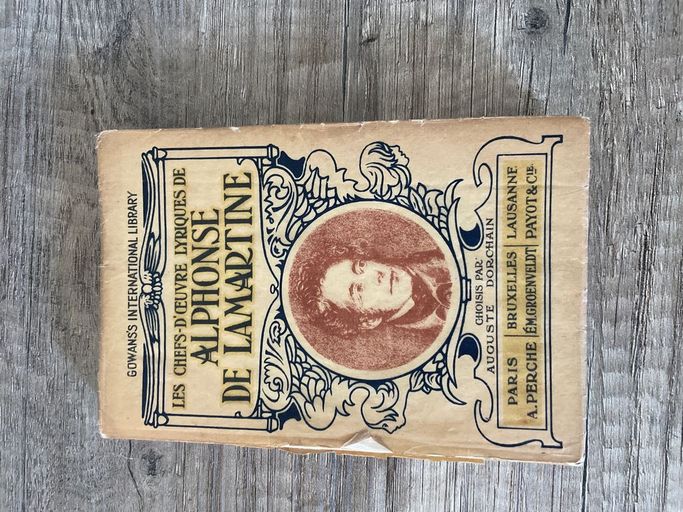 GOWANS'S INTERNATIONAL LIBRARY
LES CHEFS-D'ŒUVRE LYRIQUES DE
ALPHONSE
DE LAMARTINE
CHOISIS PAR
AUGUSTE DORCHAIN
PARIS BRUXELLES LAUSANNE
A. PERCHE ÉM. GROENVELDT PAYOT & CIE